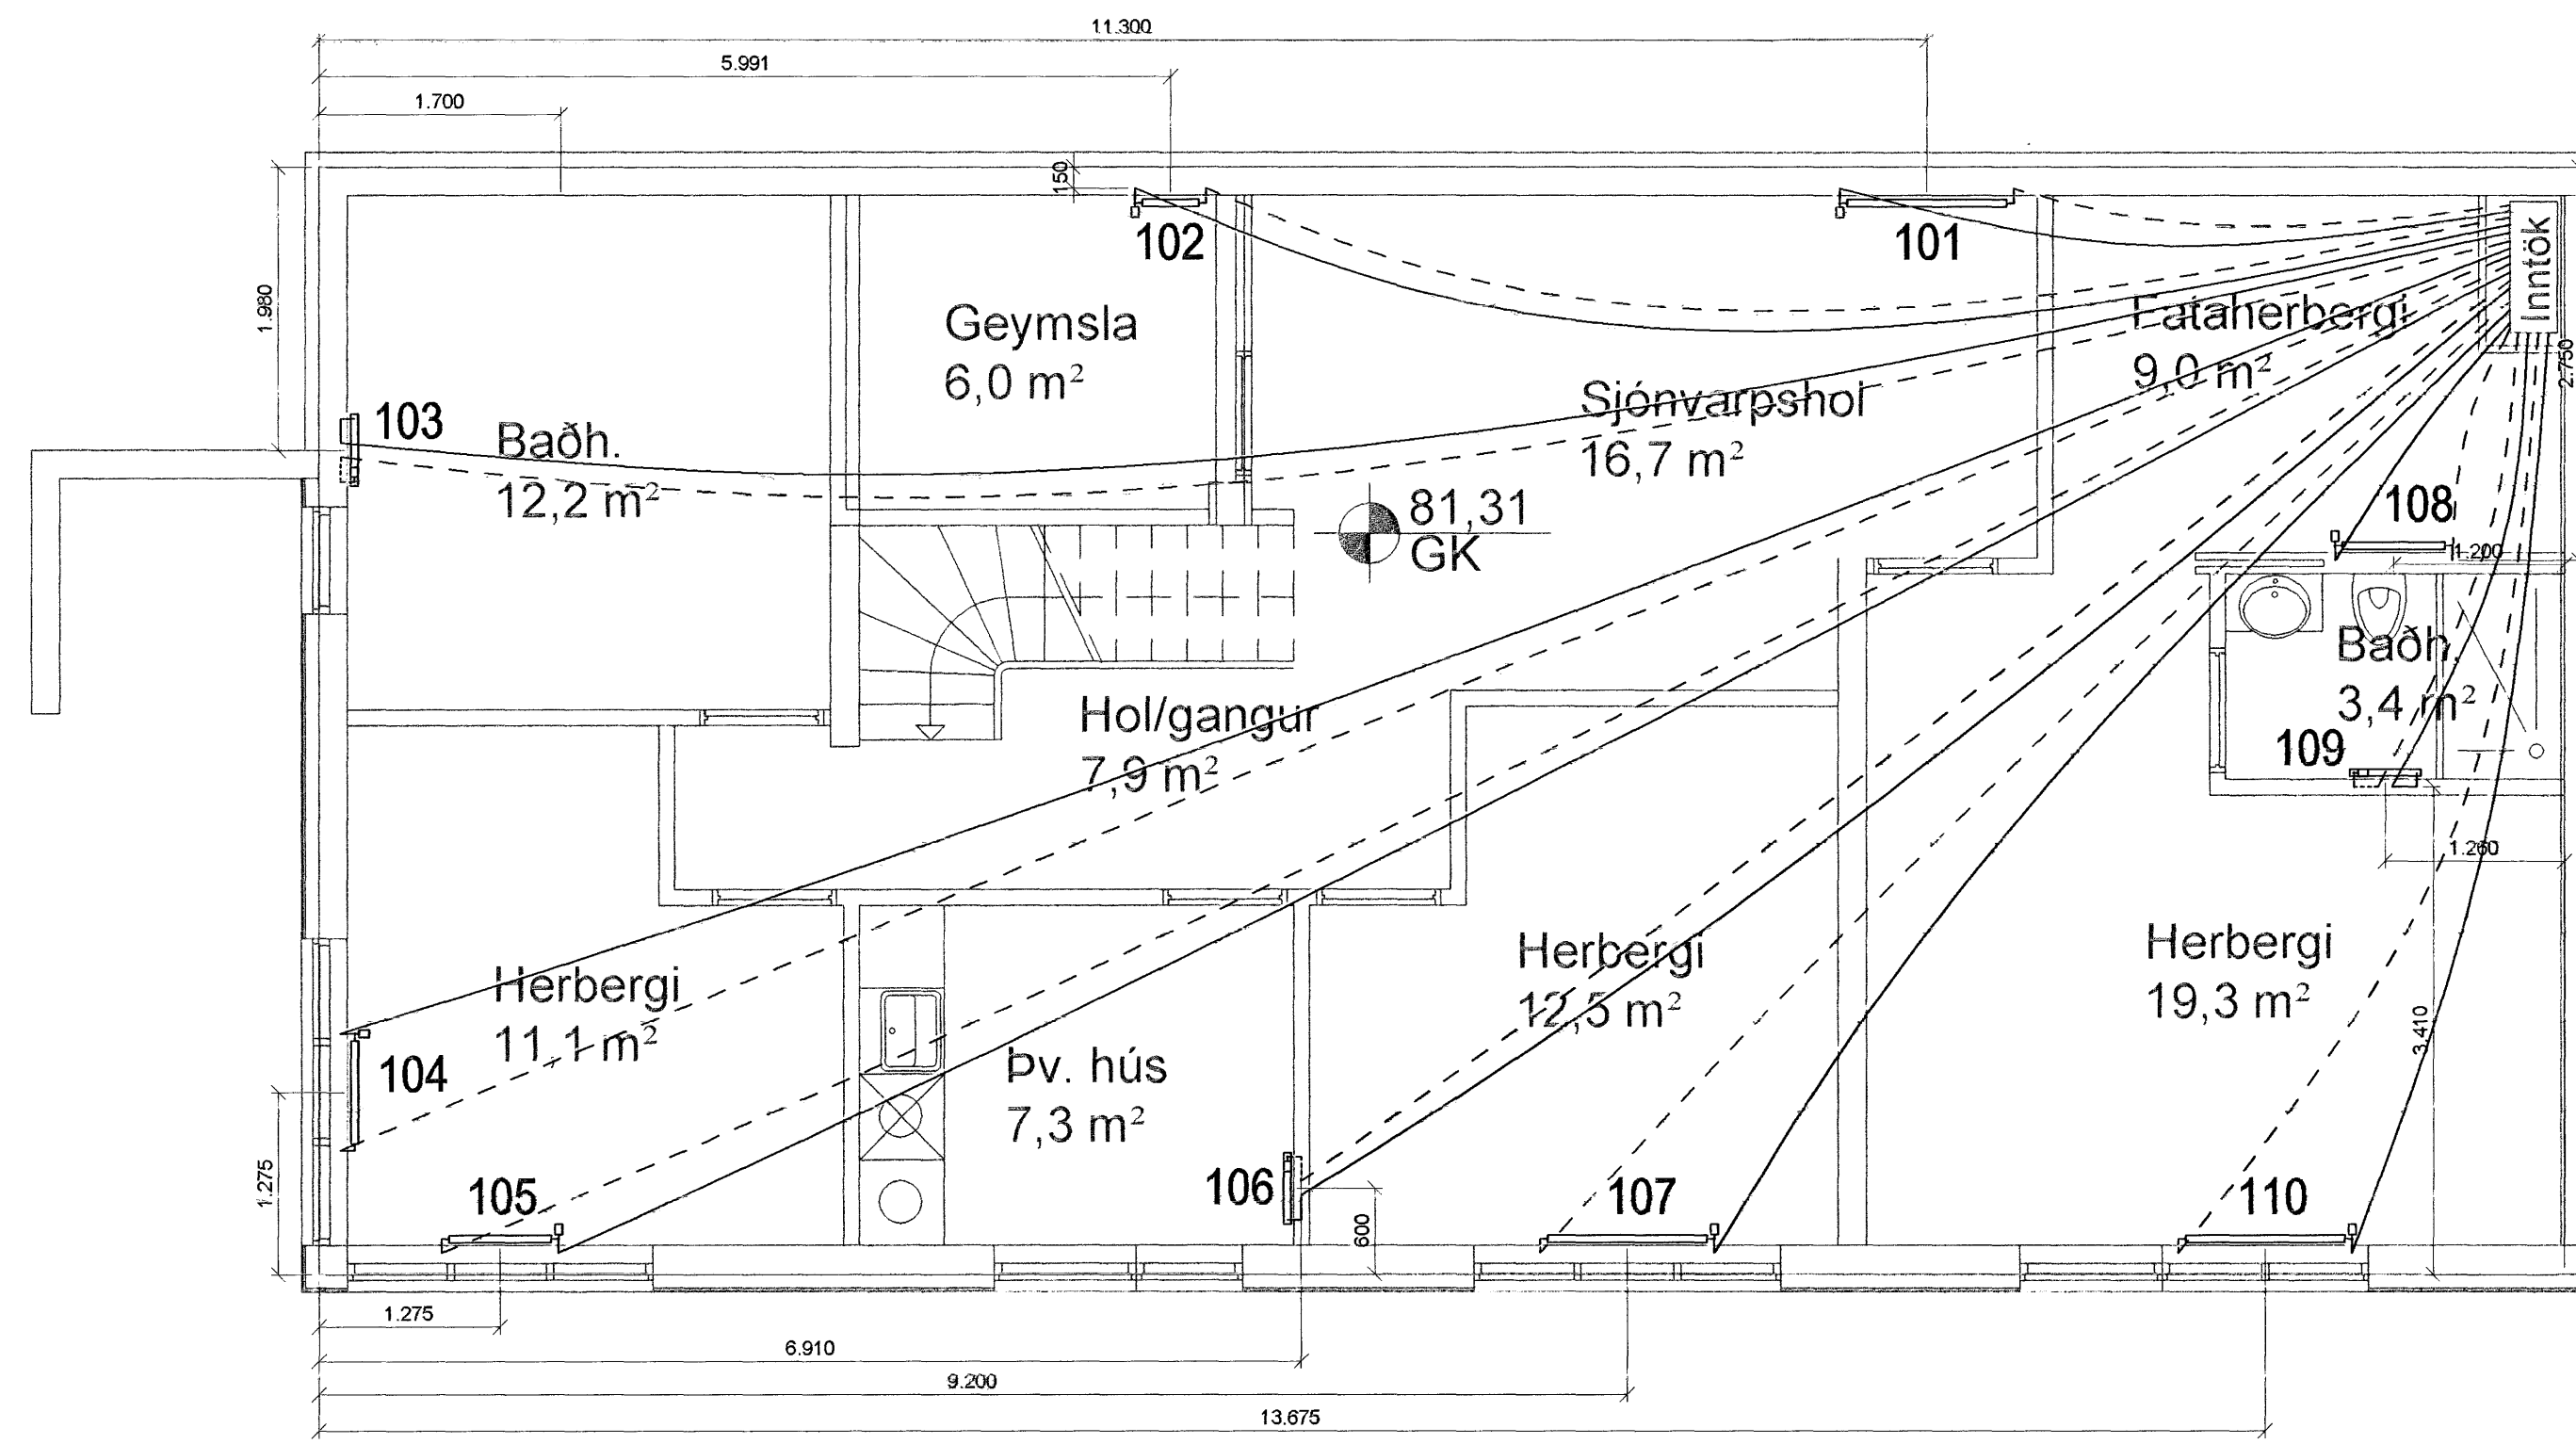 11.300
5.991
1.700
150
1.980
102
101
Inntök
Geymsla
6,0 m²
Fataherbergi
9,0 m²
2.750
Sjónvarpshol
16,7 m²
103
Baðh.
12,2 m²
81,31
GK
108
1.200
Baðh.
3,4 m²
Hol/gangur
7,9 m²
109
1.260
Herbergi
11,1 m²
Herbergi
12,5 m²
Herbergi
19,3 m²
3.410
104
Þv. hús
7,3 m²
1.275
105
106
107
110
600
1.275
6.910
9.200
13.675